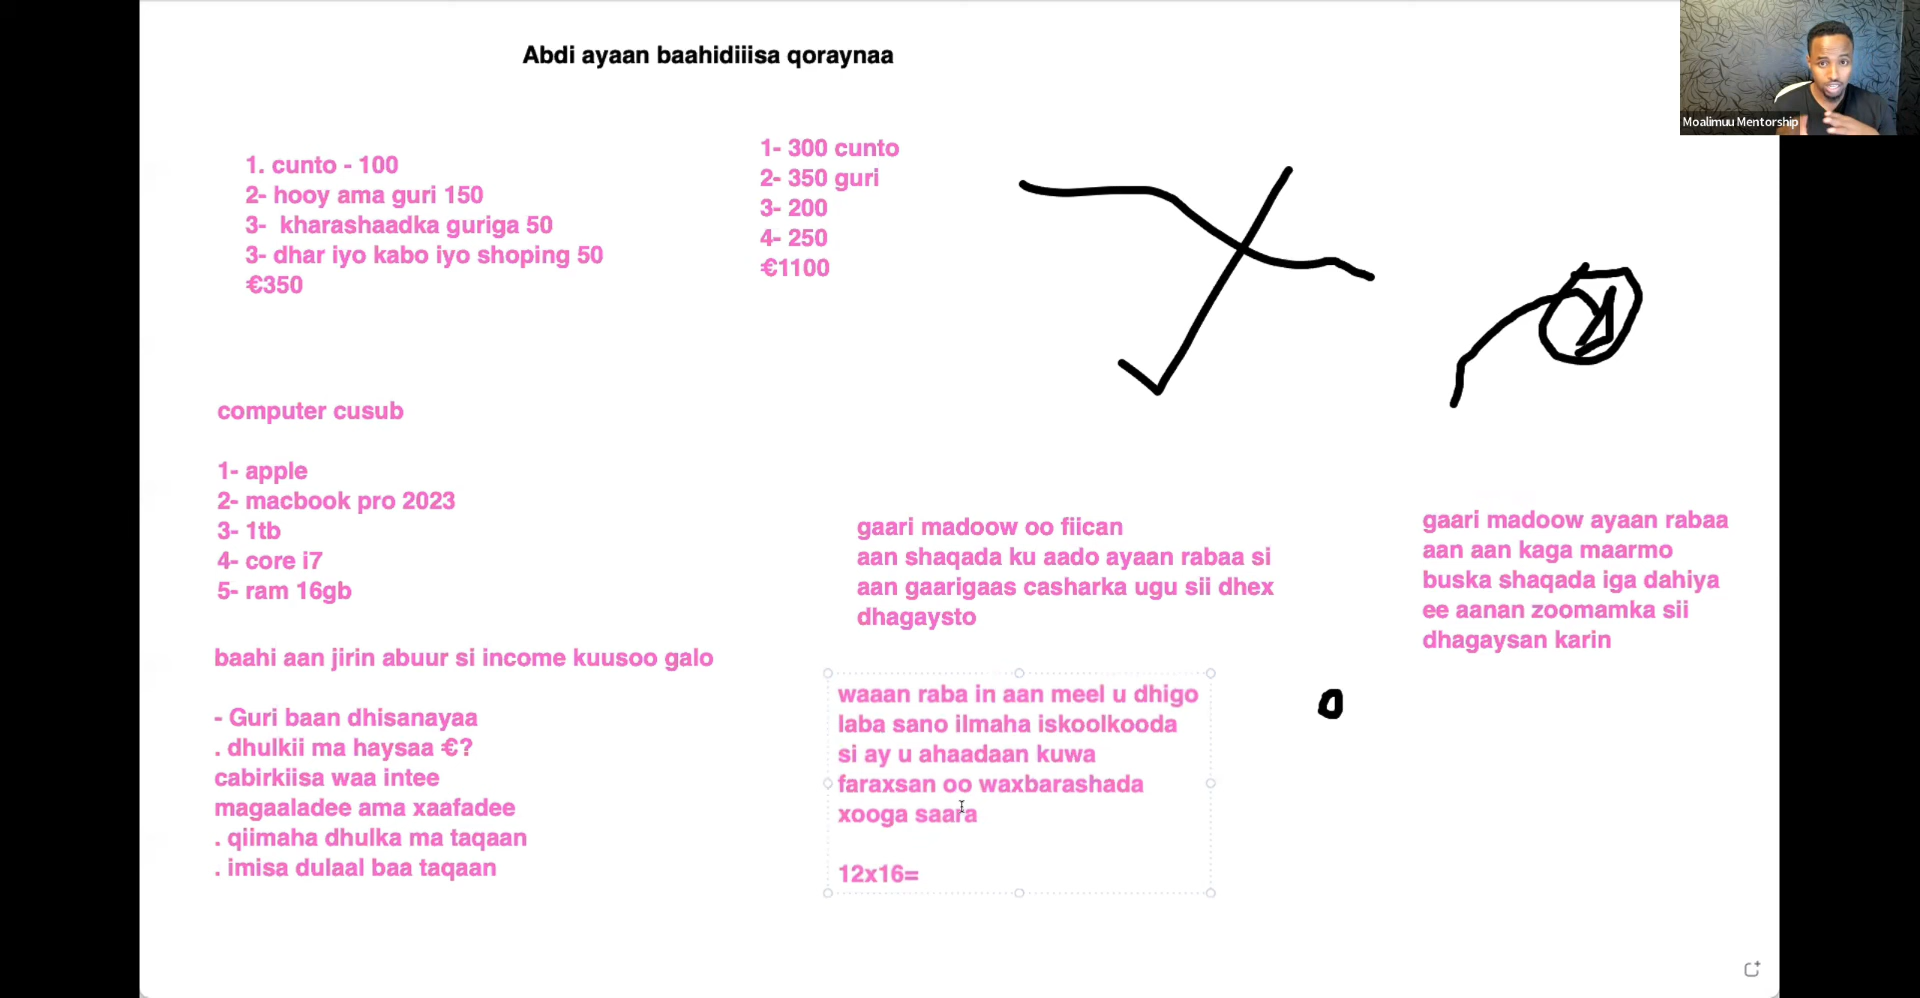 Abdi ayaan baahidiiisa qoraynaa
Moalimuu Mentorship
1. cunto - 100
2- hooy ama guri 150
3- kharashaadka guriga 50
3- dhar iyo kabo iyo shoping 50
€350
1- 300 cunto
2- 350 guri
3- 200
4- 250
€1100
computer cusub
1- apple
2- macbook pro 2023
3- 1tb
4- core i7
5- ram 16gb
baahi aan jirin abuur si income kuusoo galo
- Guri baan dhisanayaa
. dhulkii ma haysaa €?
cabirkiisa waa intee
magaaladee ama xaafadee
. qiimaha dhulka ma taqaan
. imisa dulaal baa taqaan
gaari madoow oo fiican
aan shaqada ku aado ayaan rabaa si
aan gaarigaas casharka ugu sii dhex
dhagaysto
waaan raba in aan meel u dhigo
laba sano ilmaha iskoolkooda
si ay u ahaadaan kuwa
faraxsan oo waxbarashada
xooga saara
12x16=
gaari madoow ayaan rabaa
aan aan kaga maarmo
buska shaqada iga dahiya
ee aanan zoomamka sii
dhagaysan karin